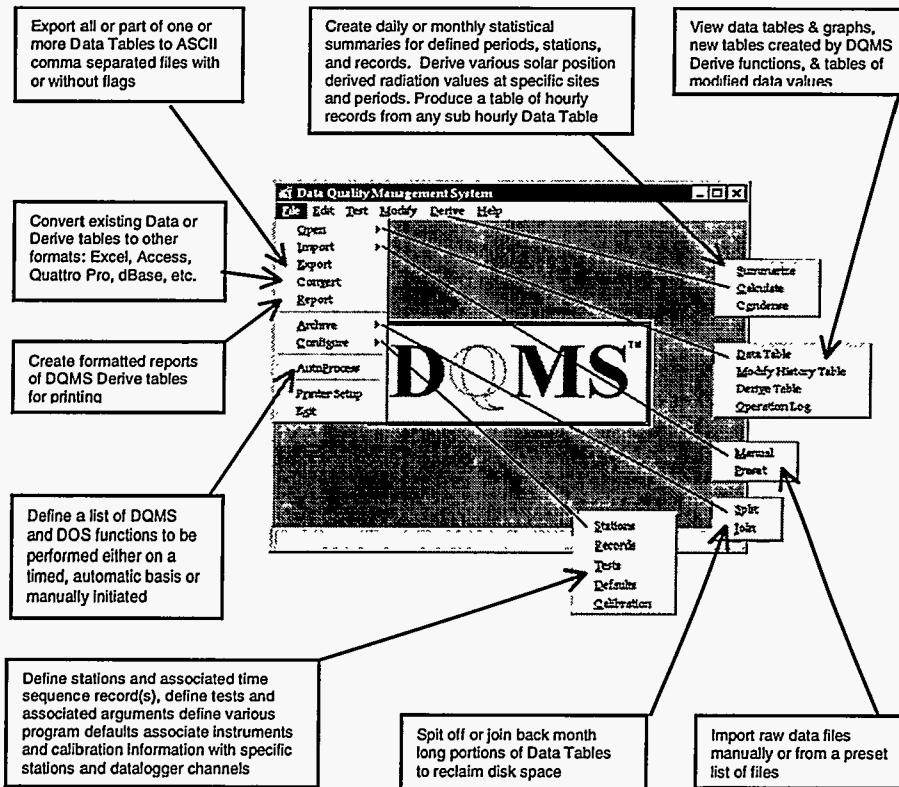 Export all or part of one or
more Data Tables to ASCII
comma separated files with
or without flags
Create daily or monthly statistical
summaries for defined periods, stations,
and records. Derive various solar position
derived radiation values at specific sites
and periods. Produce a table of hourly
records from any sub hourly Data Table
View data tables & graphs,
new tables created by DQMS
Derive functions, & tables of
modified data values
Data Quality Management System
File Edit Test Modify Derive Help
Open
Import
Export
Convert
Report
Archive
Configure
AutoProcess
Printer Setup
Exit
DQMS™
Convert existing Data or
Derive tables to other
formats: Excel, Access,
Quattro Pro, dBase, etc.
Create formatted reports
of DQMS Derive tables
for printing
Define a list of DQMS
and DOS functions to be
performed either on a
timed, automatic basis or
manually initiated
Summarize
Calculate
Condense
Data Table
Modify History Table
Derive Table
Operation Log
Manual
Preset
Split
Join
Stations
Records
Tests
Defaults
Calibration
Define stations and associated time
sequence record(s), define tests and
associated arguments define various
program defaults associate instruments
and calibration Information with specific
stations and datalogger channels
Spit off or join back month
long portions of Data Tables
to reclaim disk space
Import raw data files
manually or from a preset
list of files